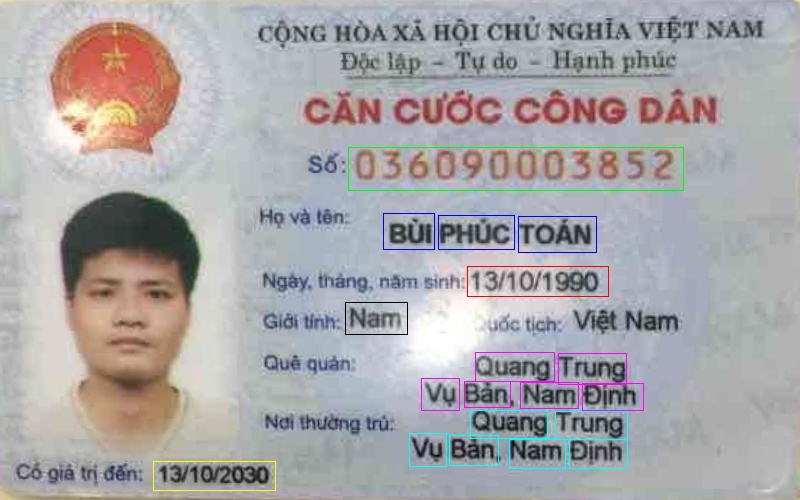 CỘNG HÒA XÃ HỘI CHỦ NGHĨA VIỆT NAM
Độc lập - Tự do - Hạnh phúc
CĂN CƯỚC CÔNG DÂN
Số: 036090003852
Họ và tên: BÙI PHÚC TOÁN
Ngày, tháng, năm sinh: 13/10/1990
Giới tính: Nam Quốc tịch: Việt Nam
Quê quán: Quang Trung
Vụ Bản, Nam Định
Nơi thường trú: Quang Trung
Vụ Bản, Nam Định
Có giá trị đến: 13/10/2030